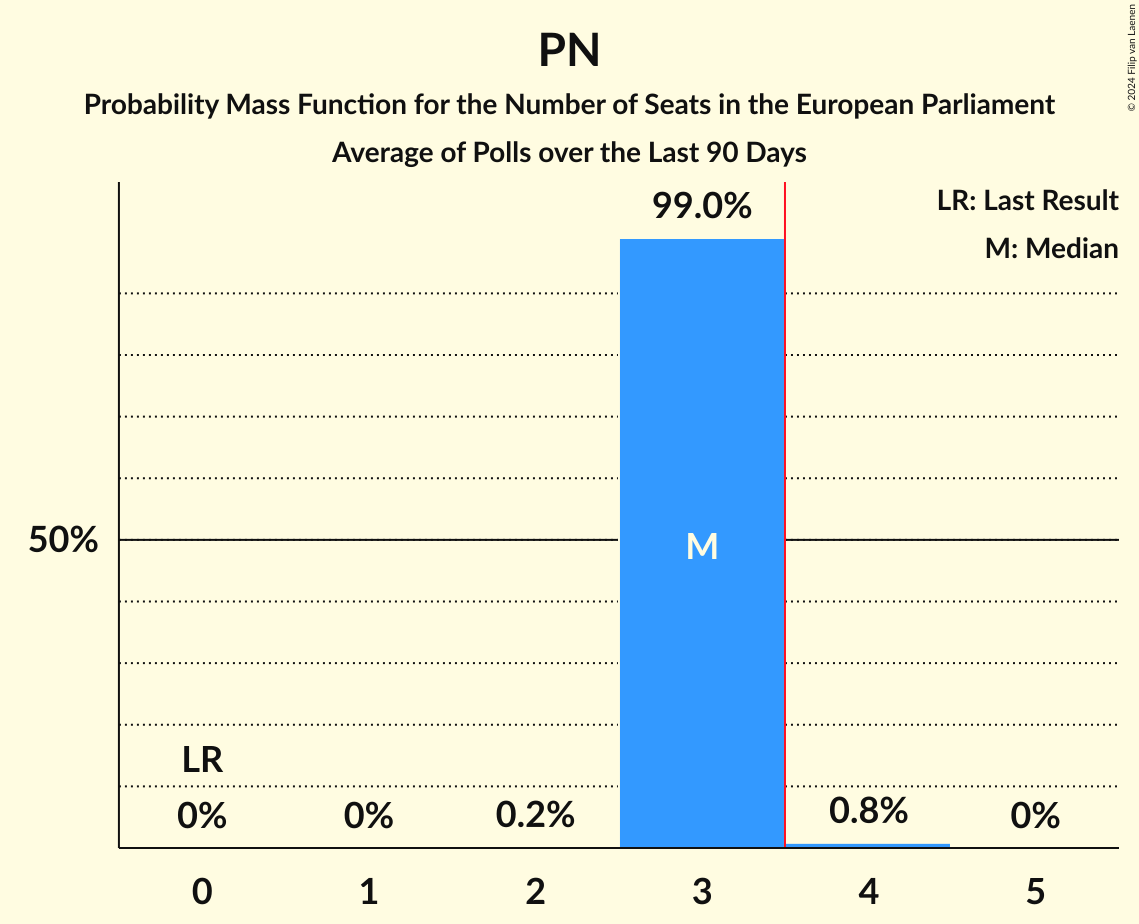 PN
Probability Mass Function for the Number of Seats in the European Parliament
Average of Polls over the Last 90 Days
© 2024 Filip van Laenen
LR: Last Result
M: Median
99.0%
50%
M
LR
0%
0%
0.2%
0.8%
0%
0
1
2
3
4
5